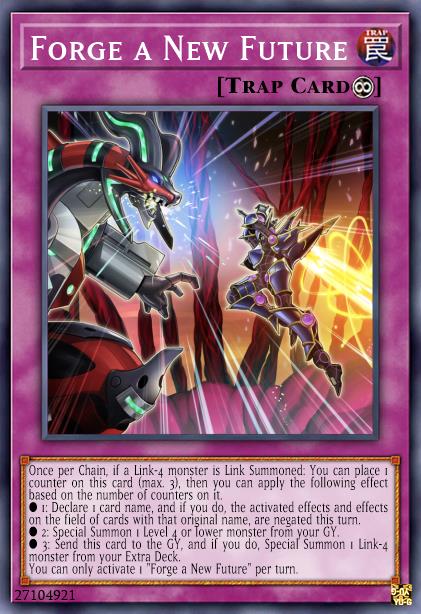 FORGE A NEW FUTURE
TRAP
罠
[TRAP CARD]
Once per Chain, if a Link-4 monster is Link Summoned: You can place 1
counter on this card (max. 3), then you can apply the following effect
based on the number of counters on it.
● 1: Declare 1 card name, and if you do, the activated effects and effects
on the field of cards with that original name, are negated this turn.
● 2: Special Summon 1 Level 4 or lower monster from your GY.
● 3: Send this card to the GY, and if you do, Special Summon 1 Link-4
monster from your Extra Deck.
You can only activate 1 "Forge a New Future" per turn.
27104921